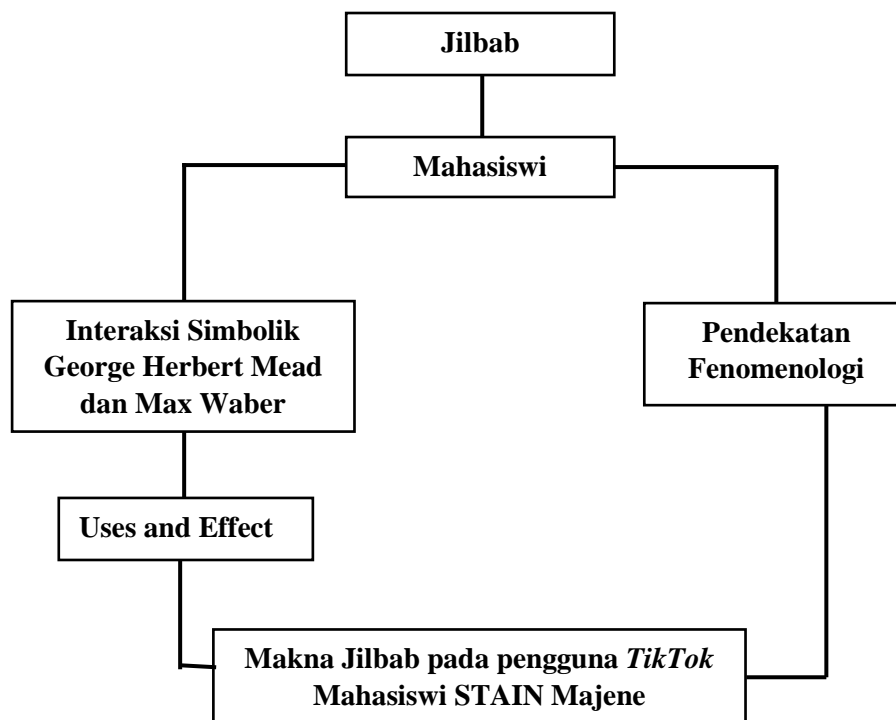 Jilbab
Mahasiswi
Interaksi Simbolik
George Herbert Mead
dan Max Waber
Pendekatan
Fenomenologi
Uses and Effect
Makna Jilbab pada pengguna TikTok
Mahasiswi STAIN Majene